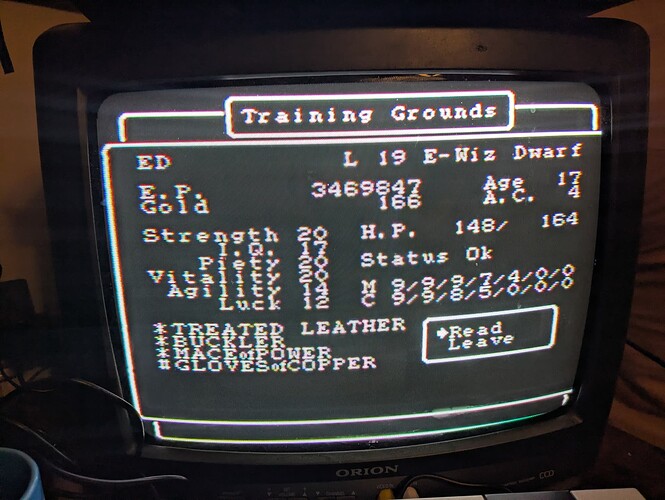 Training Grounds
ED L 19 E-Wiz Dwarf
E.P. 3469847 Age 17
Gold 166 A.C. 4
Strength 20 H.P. 148/ 164
I.Q. 17
Piety 20 Status Ok
Vitality 20
Agility 14 M 9/9/9/7/4/0/0
Luck 12 C 9/9/8/5/0/0/0
*TREATED LEATHER
*BUCKLER
*MACEofPOWER
#GLOVESofCOPPER
Read
Leave
ORION